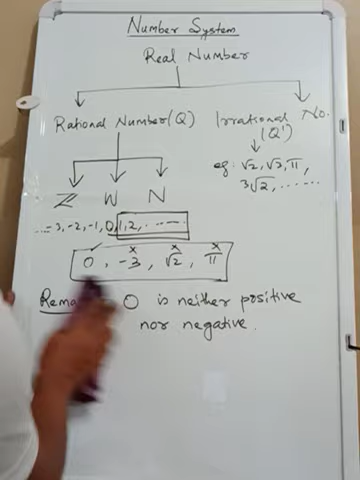 Number System
Real Number
Rational Number (Q)
Irrational No.
(Q')
eg: √2, √3, π,
3√2, ......
Z W N
...-3, -2, -1, 0, 1, 2, ......
0, -3, √2, π
0 is neither positive
nor negative.